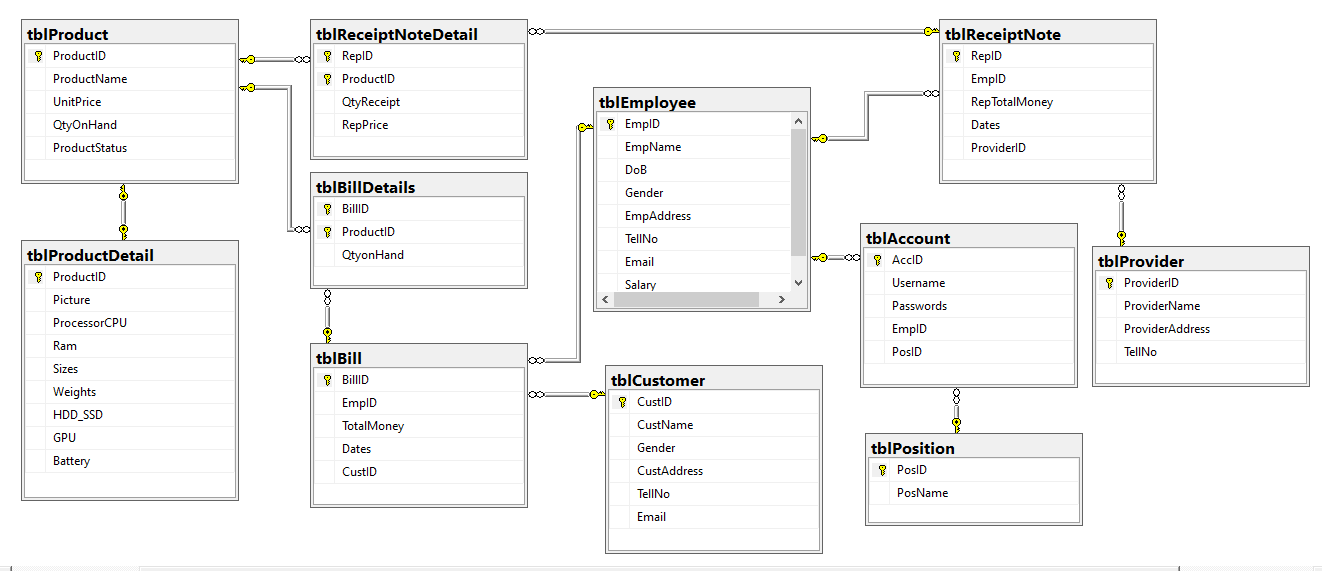 tblProduct
ProductID
ProductName
UnitPrice
QtyOnHand
ProductStatus
tblReceiptNoteDetail
RepID
ProductID
QtyReceipt
RepPrice
tblReceiptNote
RepID
EmpID
RepTotalMoney
Dates
ProviderID
tblEmployee
EmpID
EmpName
DoB
Gender
EmpAddress
TellNo
Email
Salary
tblBillDetails
BillID
ProductID
QtyonHand
tblAccount
AccID
Username
Passwords
EmpID
PosID
tblProductDetail
ProductID
Picture
ProcessorCPU
Ram
Sizes
Weights
HDD_SSD
GPU
Battery
tblProvider
ProviderID
ProviderName
ProviderAddress
TellNo
tblBill
BillID
EmpID
TotalMoney
Dates
CustID
tblCustomer
CustID
CustName
Gender
CustAddress
TellNo
Email
tblPosition
PosID
PosName